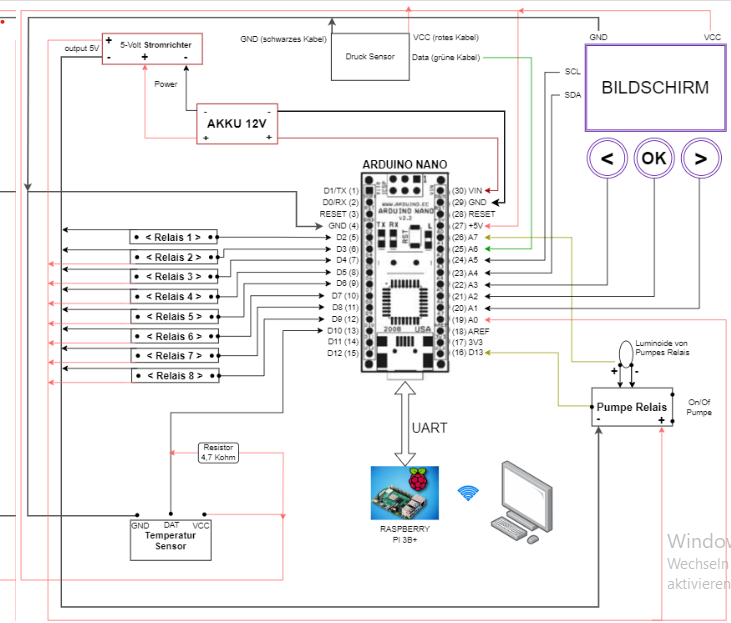 GND (schwarzes Kabel)
VCC (rotes Kabel)
Druck Sensor
Data (grüne Kabel)
GND
VCC
output 5V
+
5-Volt Stromrichter
-
+
-
Power
AKKU 12V
-
-
+
+
SCL
SDA
BILDSCHIRM
<
OK
>
ARDUINO NANO
D1/TX (1)
D0/RX (2)
RESET (3)
GND (4)
D2 (5)
D3 (6)
D4 (7)
D5 (8)
D6 (9)
D7 (10)
D8 (11)
D9 (12)
D10 (13)
D11 (14)
D12 (15)
ICSP
WWW.ARDUINO.CC
ARDUINO NANO
V2.3
TX RX
RST
L
2008
USA
(30) VIN
(29) GND
(28) RESET
(27) +5V
(26) A7
(25) A6
(24) A5
(23) A4
(22) A3
(21) A2
(20) A1
(19) A0
(18) AREF
(17) 3V3
(16) D13
< Relais 1 >
< Relais 2 >
< Relais 3 >
< Relais 4 >
< Relais 5 >
< Relais 6 >
< Relais 7 >
< Relais 8 >
Luminoide von
Pumpes Relais
+
-
Pumpe Relais
-
+
On/Of
Pumpe
UART
Resistor
4,7 Kohm
RASPBERRY
PI 3B+
GND
DAT
VCC
Temperatur
Sensor
Window
Wechseln
aktivieren